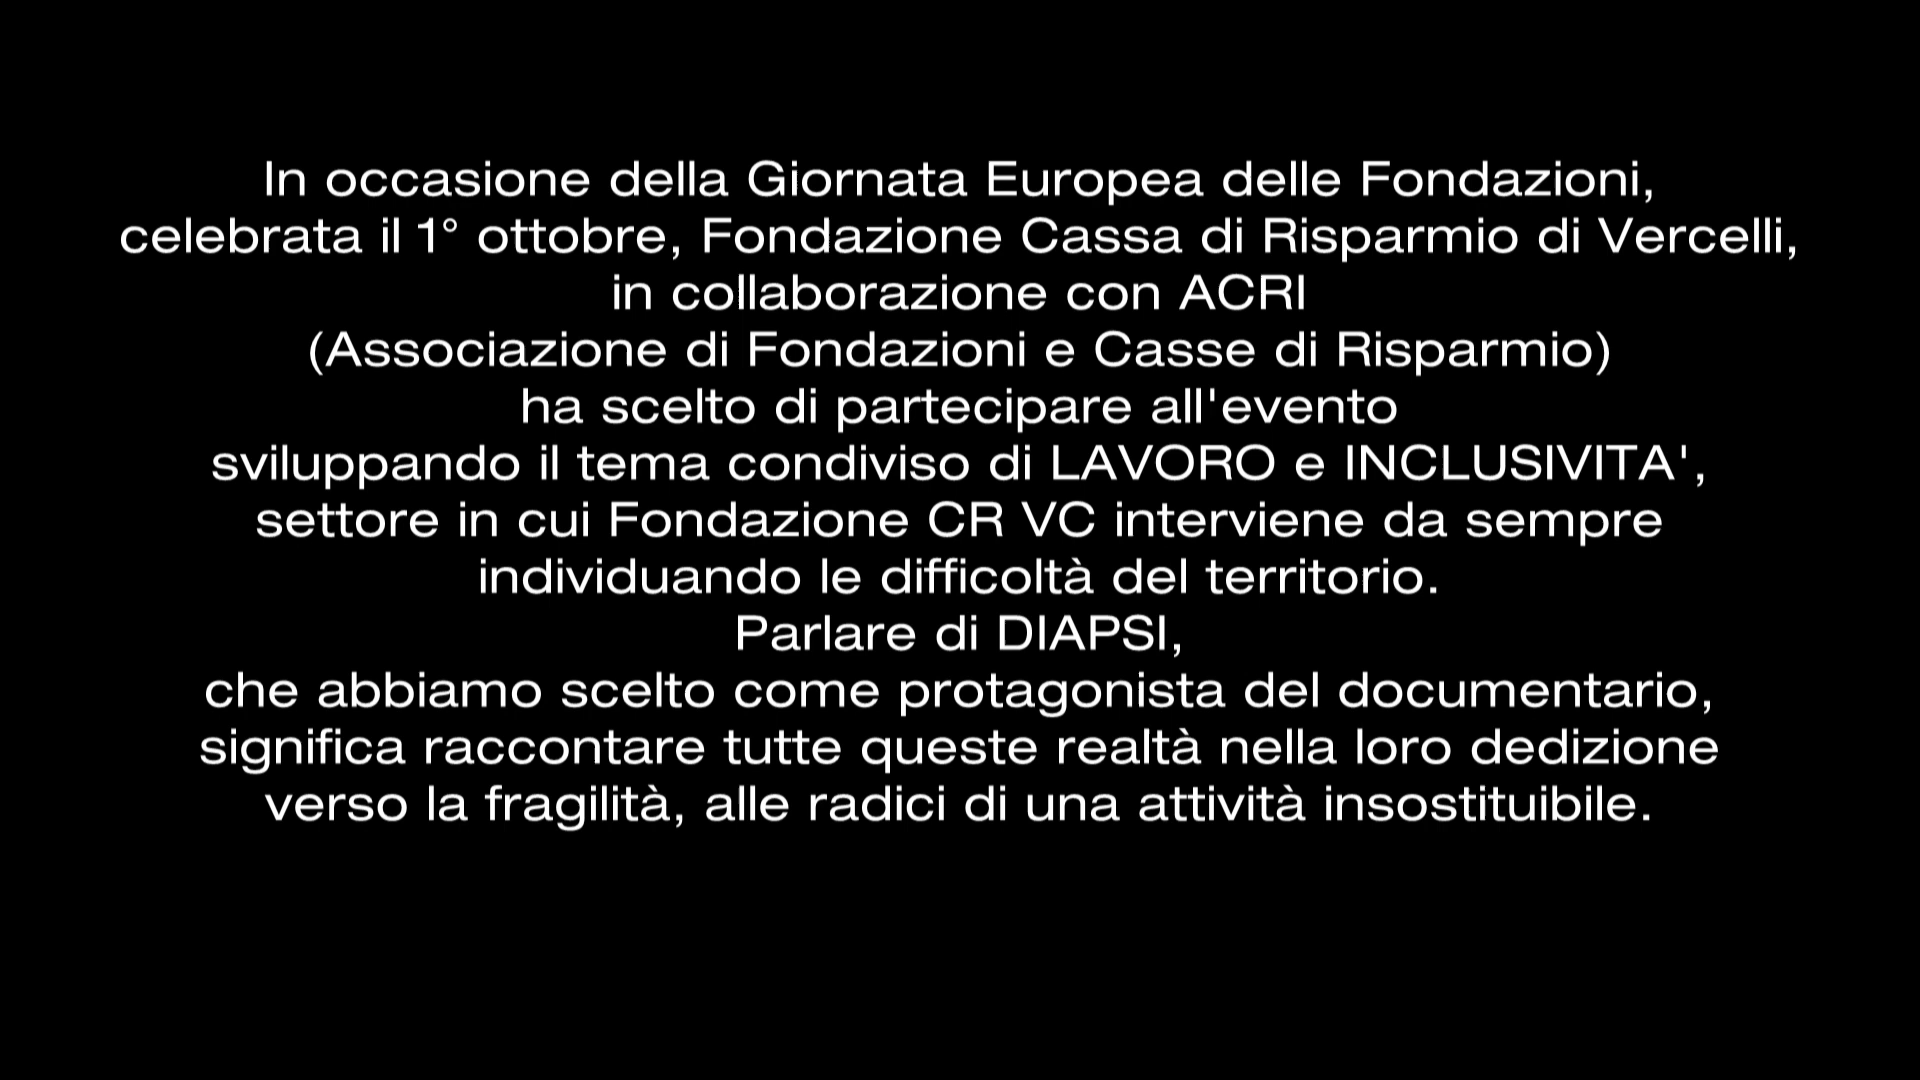 In occasione della Giornata Europea delle Fondazioni,
celebrata il 1° ottobre, Fondazione Cassa di Risparmio di Vercelli,
in collaborazione con ACRI
(Associazione di Fondazioni e Casse di Risparmio)
ha scelto di partecipare all'evento
sviluppando il tema condiviso di LAVORO e INCLUSIVITA',
settore in cui Fondazione CR VC interviene da sempre
individuando le difficoltà del territorio.
Parlare di DIAPSI,
che abbiamo scelto come protagonista del documentario,
significa raccontare tutte queste realtà nella loro dedizione
verso la fragilità, alle radici di una attività insostituibile.